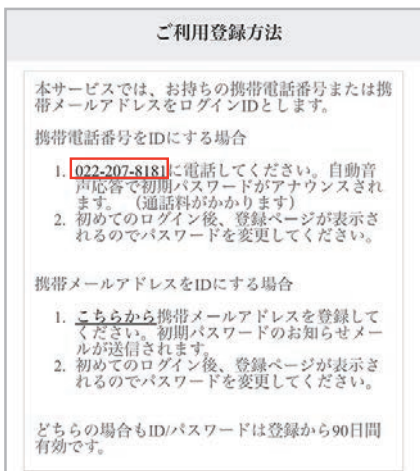 ご利用登録方法
本サービスでは、お持ちの携帯電話番号または携
帯メールアドレスをログインIDとします。
携帯電話番号をIDにする場合
1. 022-207-8181に電話してください。自動音
声応答で初期パスワードがアナウンスされ
ます。（通話料がかかります）
2. 初めてのログイン後、登録ページが表示さ
れるのでパスワードを変更してください。
携帯メールアドレスをIDにする場合
1. こちらから携帯メールアドレスを登録して
ください。初期パスワードのお知らせメー
ルが送信されます。
2. 初めてのログイン後、登録ページが表示さ
れるのでパスワードを変更してください。
どちらの場合もID/パスワードは登録から90日間
有効です。